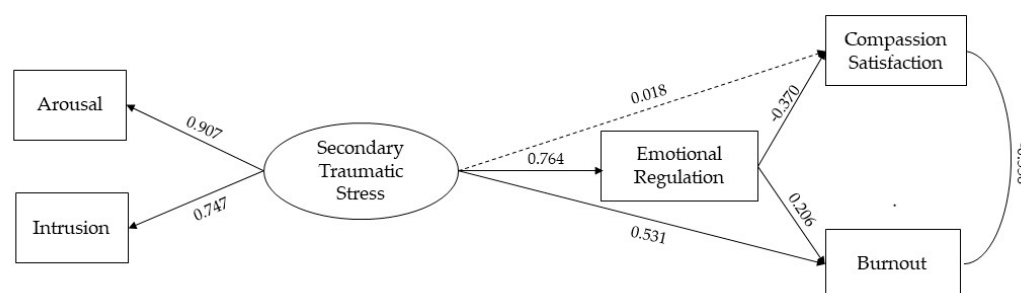 Compassion
Satisfaction
Arousal
0.907
Secondary
Traumatic
Stress
0.018
0.764
Emotional
Regulation
-0.370
0.747
Intrusion
0.531
0.206
Burnout